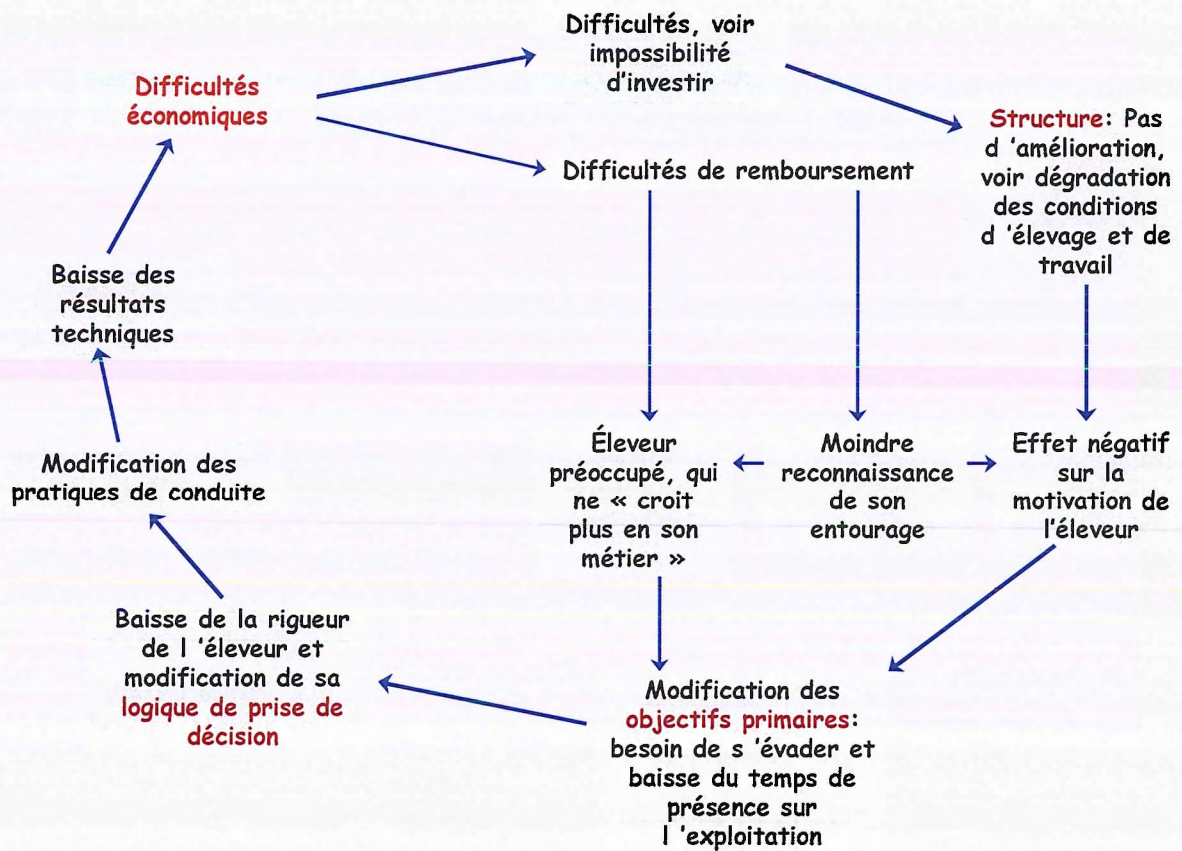 Difficultés
économiques
Difficultés, voir
impossibilité
d'investir
Difficultés de remboursement
Structure: Pas
d 'amélioration,
voir dégradation
des conditions
d 'élevage et de
travail
Baisse des
résultats
techniques
Modification des
pratiques de conduite
Éleveur
préoccupé, qui
ne « croit
plus en son
métier »
Moindre
reconnaissance
de son
entourage
Effet négatif
sur la
motivation de
l'éleveur
Baisse de la rigueur
de l 'éleveur et
modification de sa
logique de prise de
décision
Modification des
objectifs primaires:
besoin de s 'évader et
baisse du temps de
présence sur
l 'exploitation